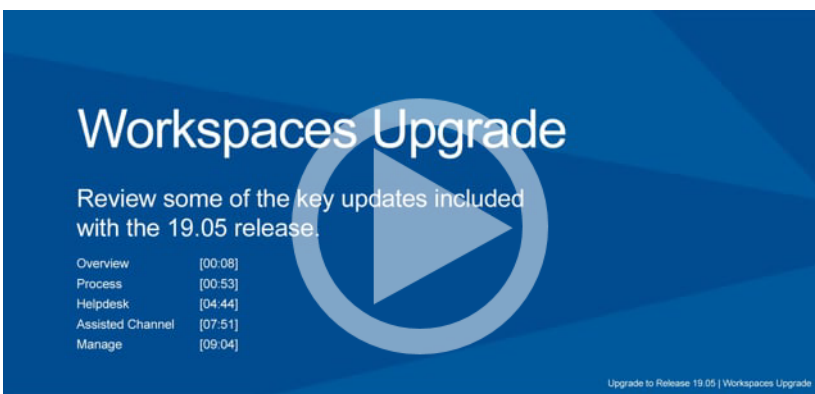 Workspaces Upgrade
Review some of the key updates included
with the 19.05 release.
Overview [00:08]
Process [00:53]
Helpdesk [04:44]
Assisted Channel [07:51]
Manage [09:04]
Upgrade to Release 19.05 | Workspaces Upgrade